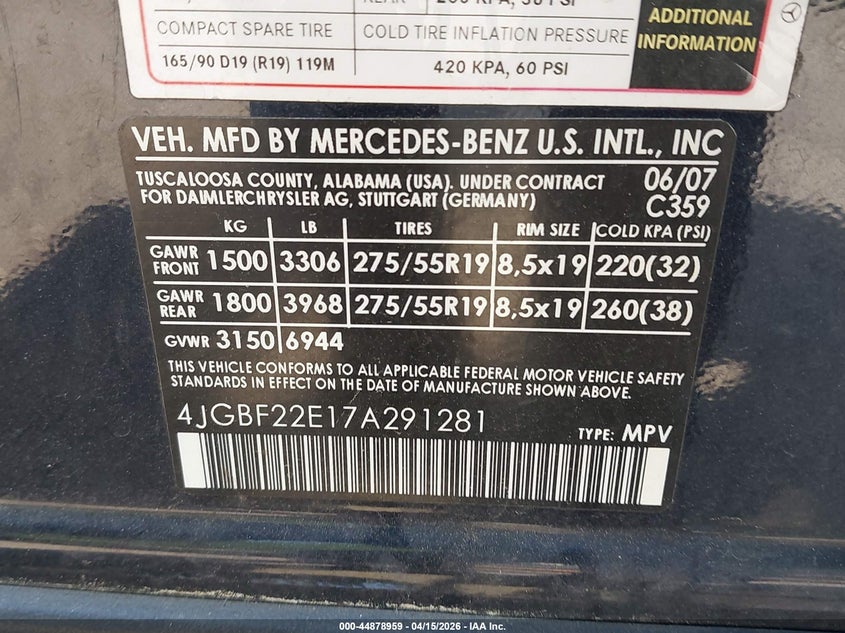 COMPACT SPARE TIRE COLD TIRE INFLATION PRESSURE
165/90 D19 (R19) 119M 420 KPA, 60 PSI
ADDITIONAL
INFORMATION
VEH. MFD BY MERCEDES-BENZ U.S. INTL., INC
TUSCALOOSA COUNTY, ALABAMA (USA). UNDER CONTRACT 06/07
FOR DAIMLERCHRYSLER AG, STUTTGART (GERMANY) C359
KG LB TIRES RIM SIZE COLD KPA (PSI)
GAWR FRONT 1500 3306 275/55R19 8,5x19 220(32)
GAWR REAR 1800 3968 275/55R19 8,5x19 260(38)
GVWR 3150 6944
THIS VEHICLE CONFORMS TO ALL APPLICABLE FEDERAL MOTOR VEHICLE SAFETY
STANDARDS IN EFFECT ON THE DATE OF MANUFACTURE SHOWN ABOVE.
4JGBF22E17A291281 TYPE: MPV
000-44878959 - 04/15/2026 - IAA Inc.